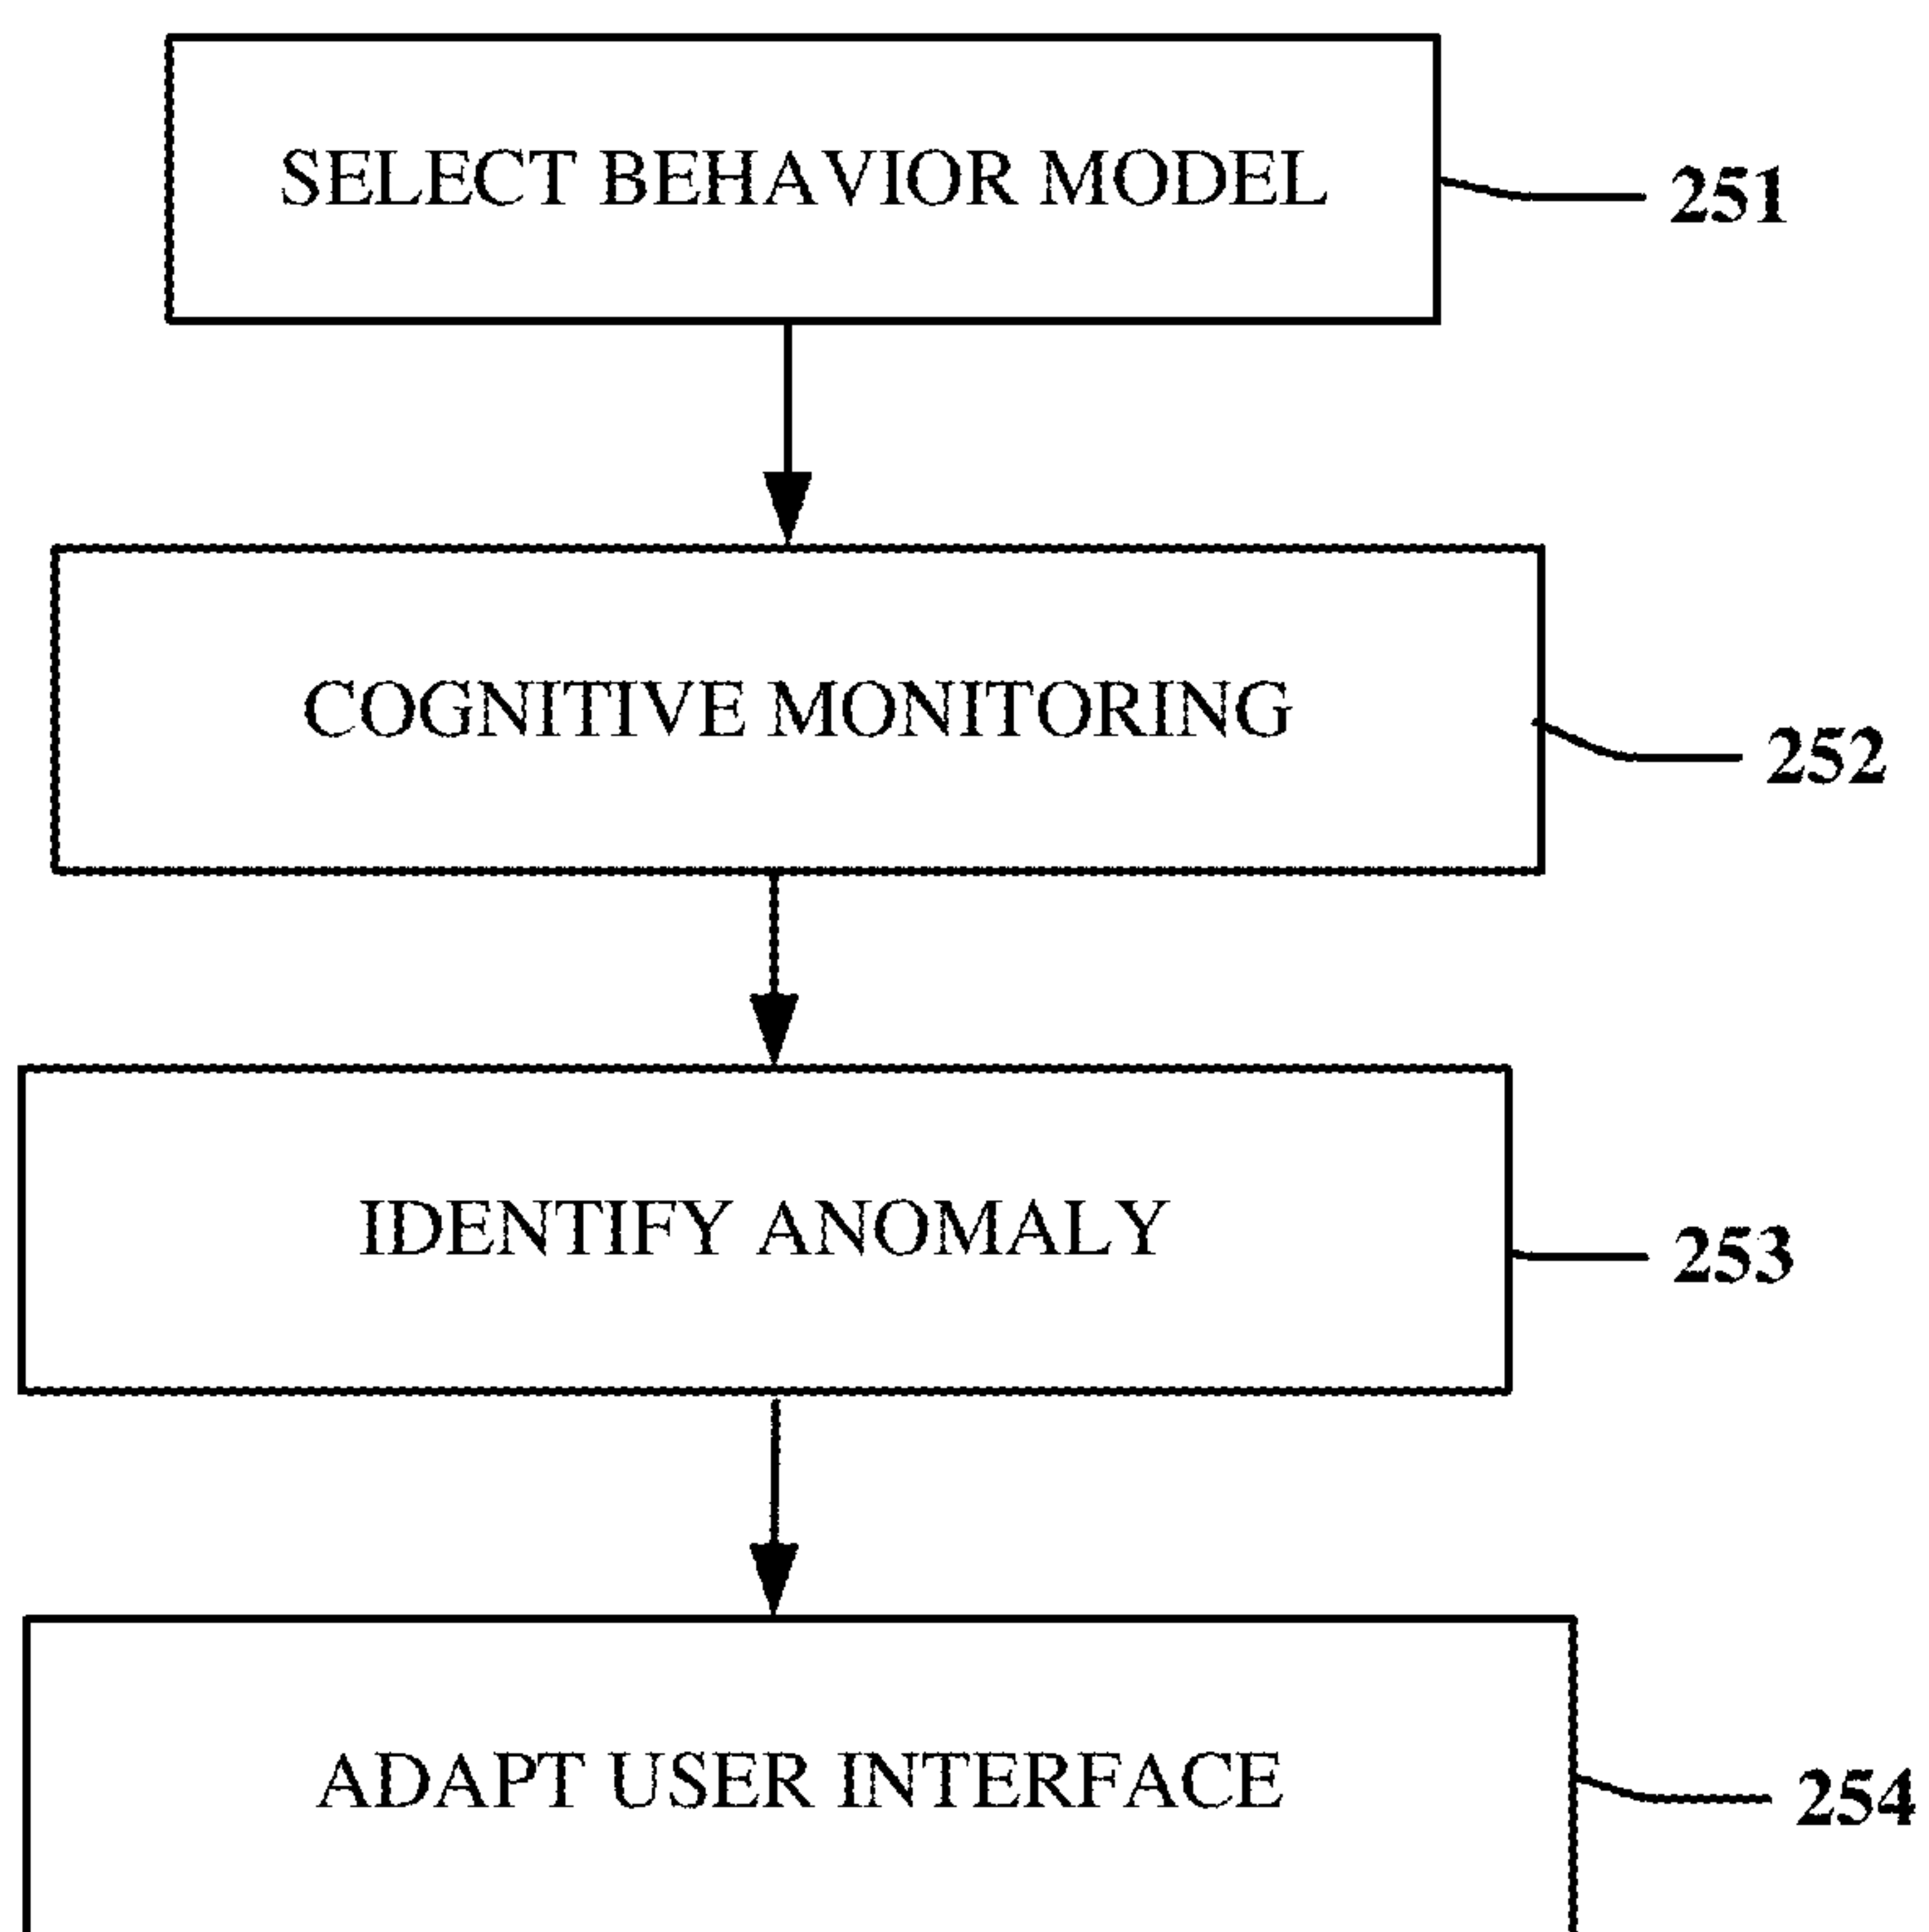 SELECT BEHAVIOR MODEL
251
COGNITIVE MONITORING
252
IDENTIFY ANOMALY
253
ADAPT USER INTERFACE
254